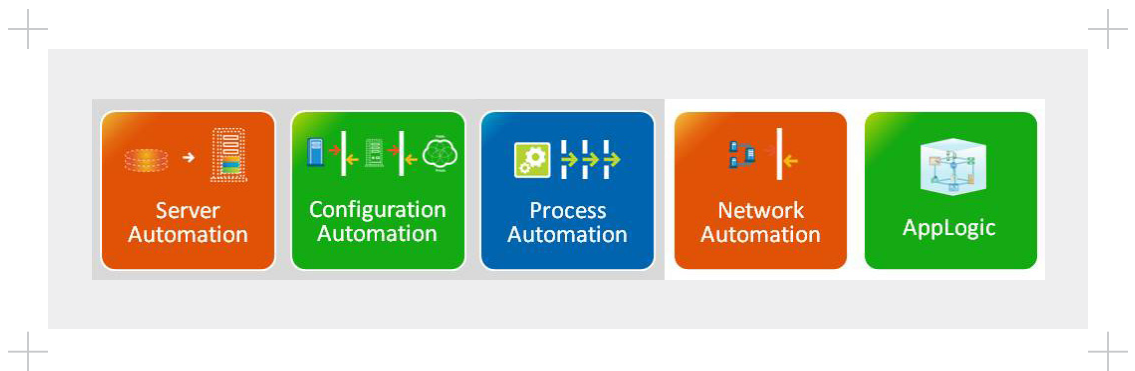 Server
Automation
Configuration
Automation
Process
Automation
Network
Automation
AppLogic